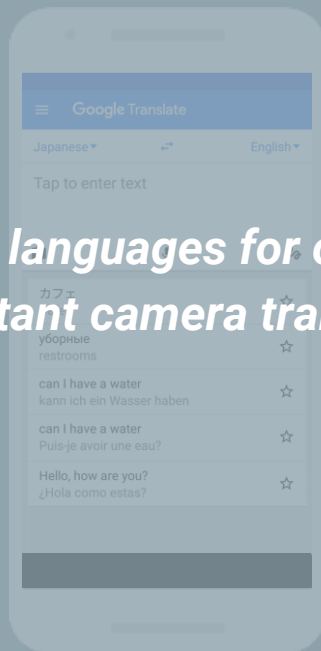 Google Translate
Japanese English
Tap to enter text
languages for
カフェ
tant camera tra
уборные
restrooms
can I have a water
kann ich ein Wasser haben
can I have a water
Puis-je avoir une eau?
Hello, how are you?
¿Hola como estas?